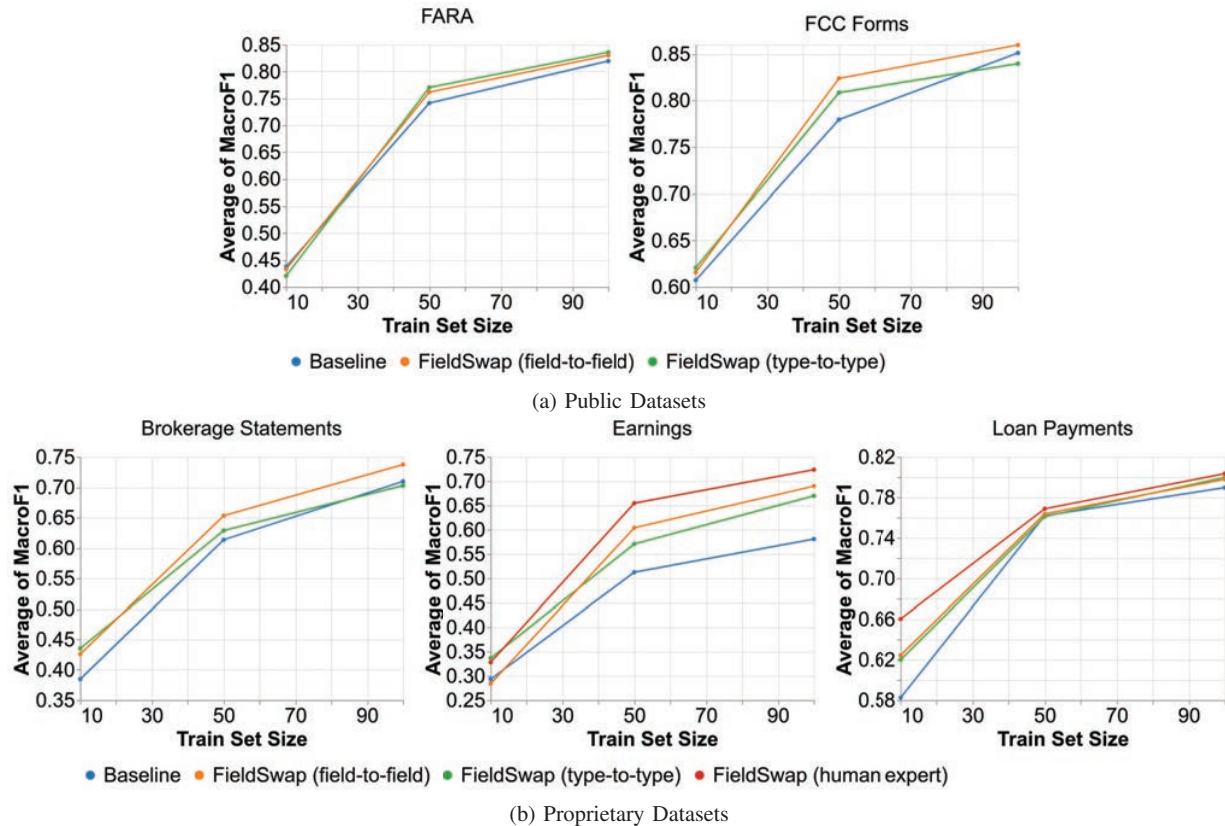 FARA
FCC Forms
Average of MacroF1
0.85
0.80
0.75
0.70
0.65
0.60
0.55
0.50
0.45
0.40
10 30 50 70 90
Train Set Size
Average of MacroF1
0.85
0.80
0.75
0.70
0.65
0.60
10 30 50 70 90
Train Set Size
Baseline FieldSwap (field-to-field) FieldSwap (type-to-type)
(a) Public Datasets
Brokerage Statements
Earnings
Loan Payments
Average of MacroF1
0.75
0.70
0.65
0.60
0.55
0.50
0.45
0.40
0.35
10 30 50 70 90
Train Set Size
Average of MacroF1
0.75
0.70
0.65
0.60
0.55
0.50
0.45
0.40
0.35
0.30
0.25
10 30 50 70 90
Train Set Size
Average of MacroF1
0.82
0.78
0.74
0.70
0.66
0.62
0.58
10 30 50 70 90
Train Set Size
Baseline FieldSwap (field-to-field) FieldSwap (type-to-type) FieldSwap (human expert)
(b) Proprietary Datasets